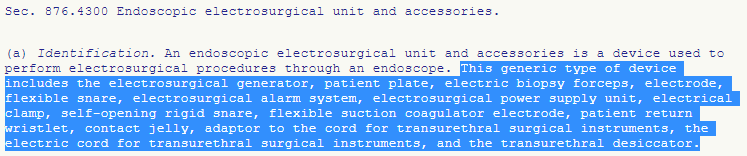 Sec. 876.4300 Endoscopic electrosurgical unit and accessories.
(a) Identification. An endoscopic electrosurgical unit and accessories is a device used to
perform electrosurgical procedures through an endoscope. This generic type of device
includes the electrosurgical generator, patient plate, electric biopsy forceps, electrode,
flexible snare, electrosurgical alarm system, electrosurgical power supply unit, electrical
clamp, self-opening rigid snare, flexible suction coagulator electrode, patient return
wristlet, contact jelly, adaptor to the cord for transurethral surgical instruments, the
electric cord for transurethral surgical instruments, and the transurethral desiccator.